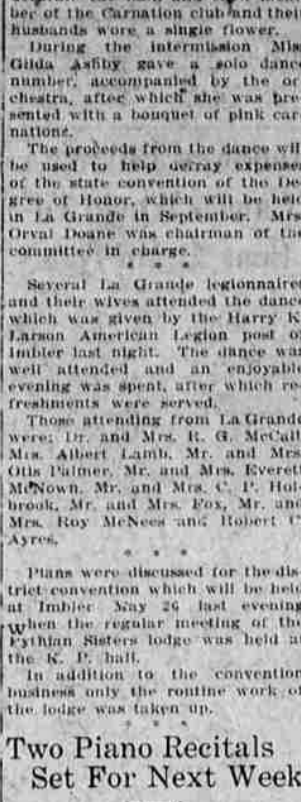 ber of the Carnation club and their
husbands wore a single flower.
During the intermission Miss
Gilda Ashby gave a solo dance
number, accompanied by the or-
chestra, after which she was pre-
sented with a bouquet of pink car-
nations.
The proceeds from the dance will
be used to help defray expenses
of the state convention of the De-
gree of Honor, which will be held
in La Grande in September. Mrs.
Orval Doane was chairman of the
committee in charge.
* * *
Several La Grande legionnaires
and their wives attended the dance
which was given by the Harry K.
Larson American Legion post of
Imbler last night. The dance was
well attended and an enjoyable
evening was spent, after which re-
freshments were served.
Those attending from La Grande
were: Dr. and Mrs. R. G. McCall,
Mrs. Albert Lamb, Mr. and Mrs.
Otis Palmer, Mr. and Mrs. Everett
McNown, Mr. and Mrs. C. P. Hol-
brook, Mr. and Mrs. Fox, Mr. and
Mrs. Roy McNees and Robert
Ayres.
* * *
Plans were discussed for the dis-
trict convention which will be held
at Imbler May 26 last evening
when the regular meeting of the
Pythian Sisters lodge was held at
the K. P. hall.
In addition to the convention
business only the routine work of
the lodge was taken up.
* * *
Two Piano Recitals
Set For Next Week